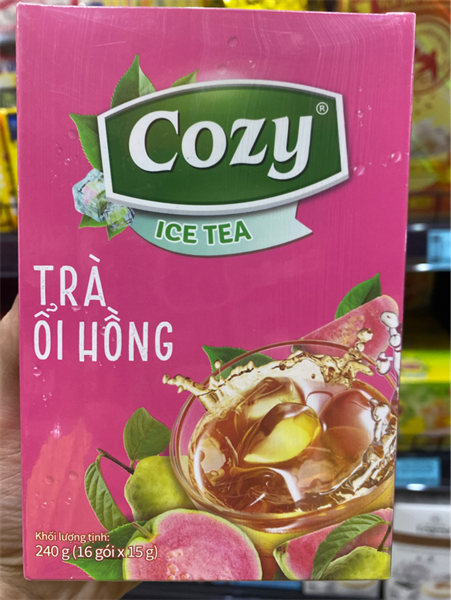 Cozy®
ICE TEA
TRÀ
ỔI HỒNG
Khối lượng tịnh:
240 g (16 gói x 15 g)